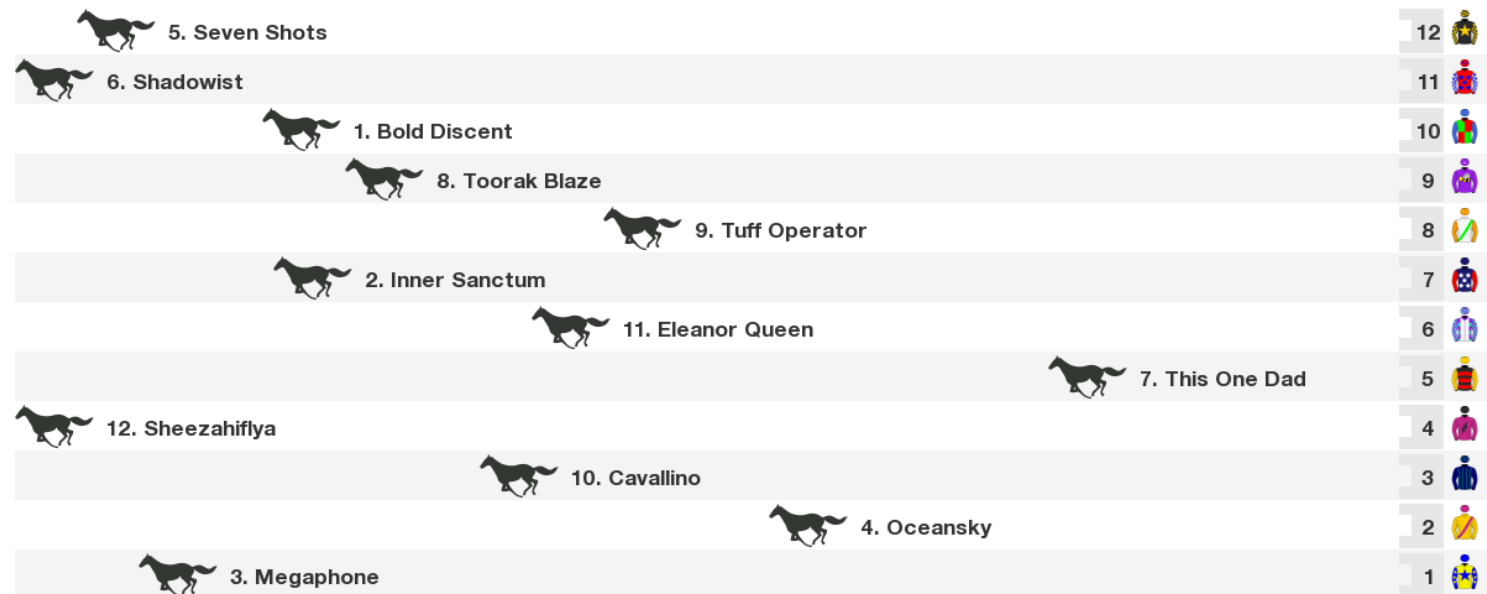 5. Seven Shots 12
6. Shadowist 11
1. Bold Discent 10
8. Toorak Blaze 9
9. Tuff Operator 8
2. Inner Sanctum 7
11. Eleanor Queen 6
7. This One Dad 5
12. Sheezahiflya 4
10. Cavallino 3
4. Oceansky 2
3. Megaphone 1